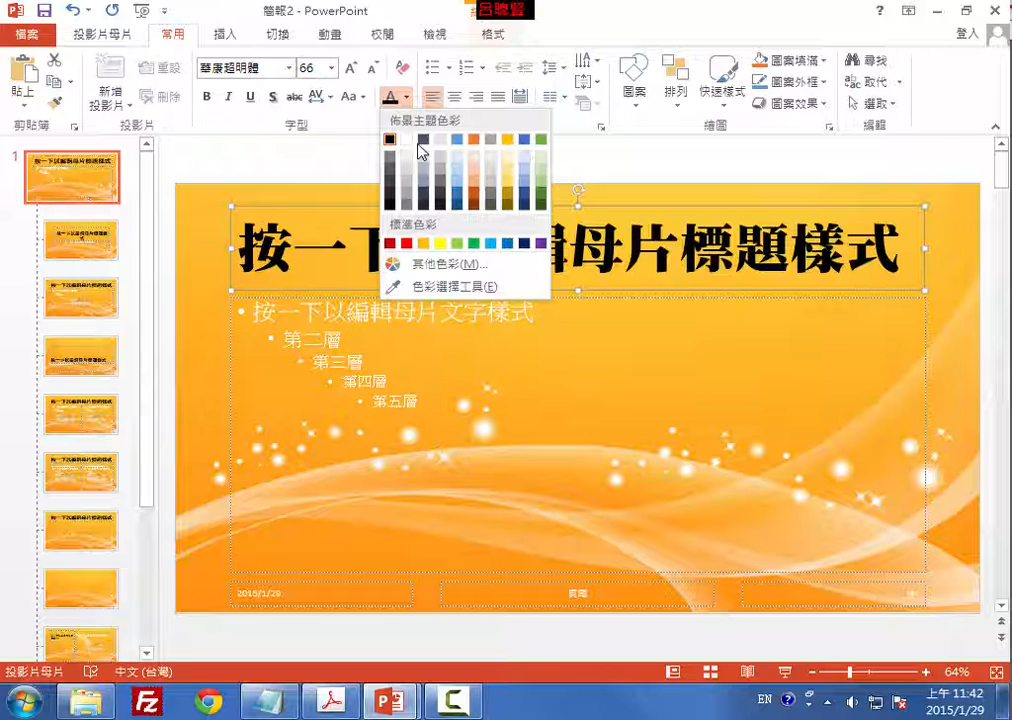 簡報2 - PowerPoint
呂聰賢
檔案
投影片母片
常用
插入
切換
動畫
校閱
檢視
格式
登入
貼上
新增
投影片
重設
刪除
華康超明體
66
B I U S abc AV Aa
A
圖案
排列
快速樣式
圖案填滿
圖案外框
圖案效果
尋找
取代
選取
剪貼簿
投影片
字型
繪圖
編輯
佈景主題色彩
標準色彩
其他色彩(M)...
色彩選擇工具(E)
1
按一下
輯母片標題樣式
• 按一下以編輯母片文字樣式
• 第二層
• 第三層
• 第四層
• 第五層
2015/1/29
頁尾
投影片母片
中文 (台灣)
64%
EN
上午 11:42
2015/1/29